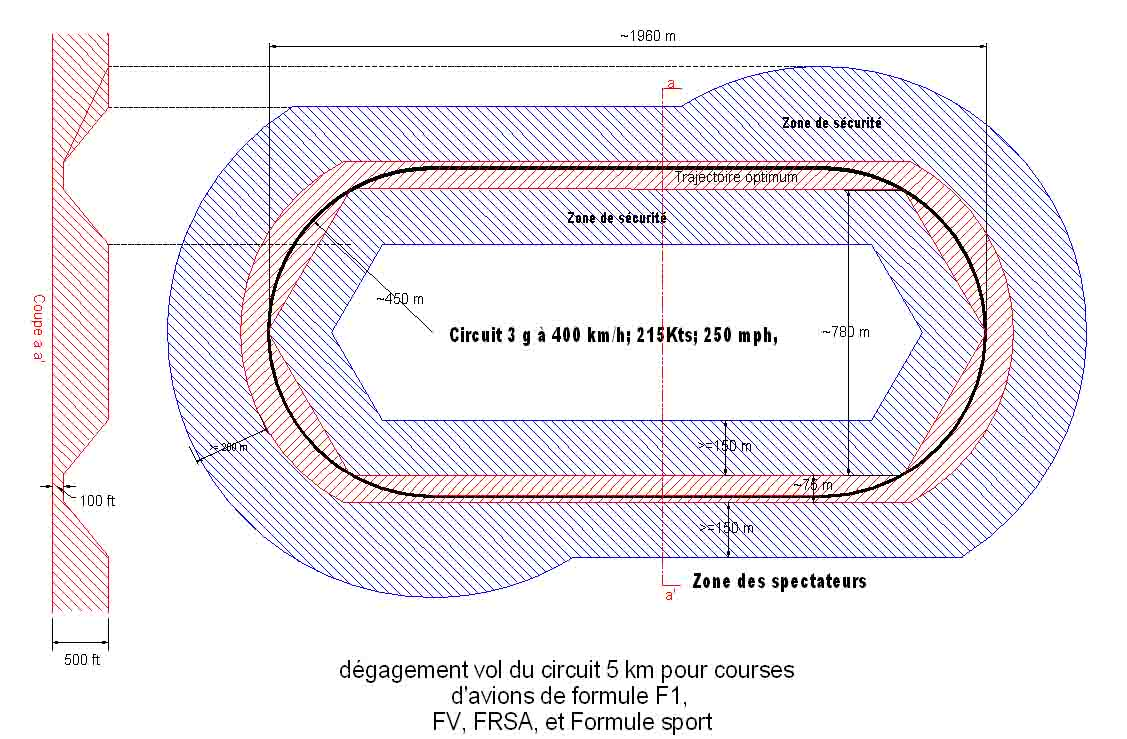 ~1960 m
a
Zone de sécurité
Trajectoire optimum
Zone de sécurité
~450 m
Coupe a a'
Circuit 3 g à 400 km/h; 215Kts; 250 mph,
~780 m
>=150 m
>= 200 m
~75 m
100 ft
>=150 m
Zone des spectateurs
a'
500 ft
dégagement vol du circuit 5 km pour courses
d'avions de formule F1,
FV, FRSA, et Formule sport